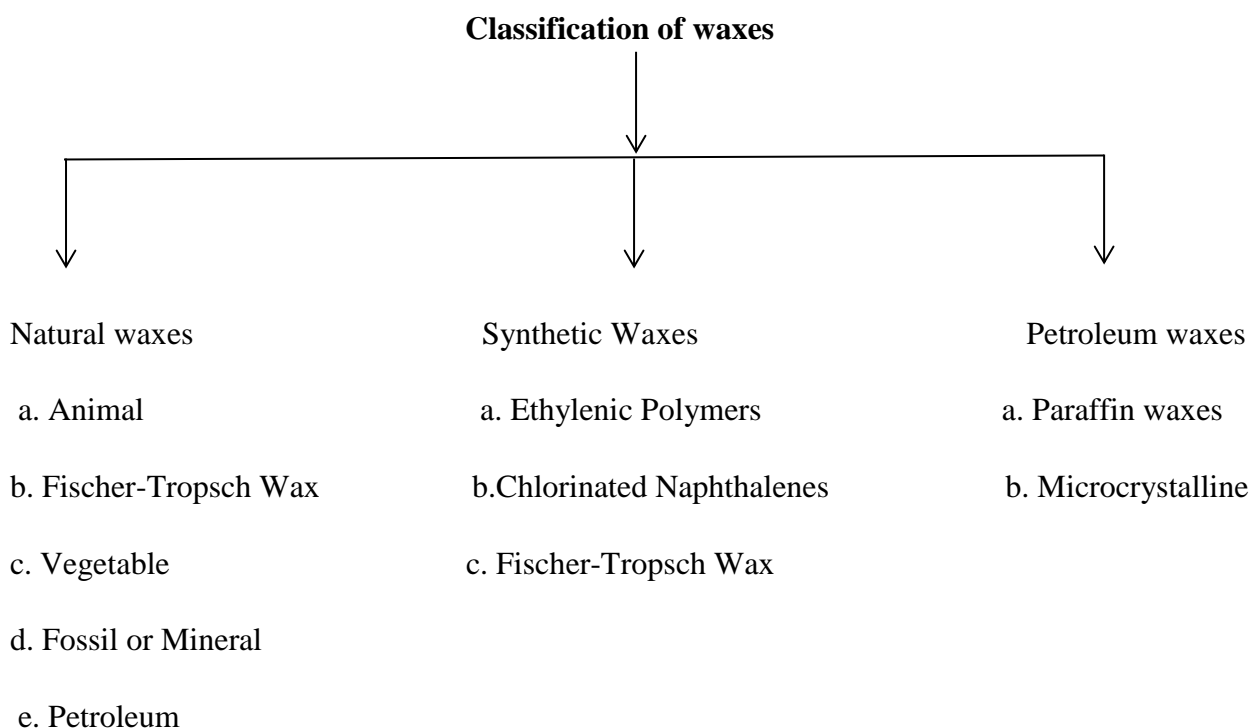 Classification of waxes
Natural waxes Synthetic Waxes Petroleum waxes
a. Animal a. Ethylenic Polymers a. Paraffin waxes
b. Fischer-Tropsch Wax b.Chlorinated Naphthalenes b. Microcrystalline
c. Vegetable c. Fischer-Tropsch Wax
d. Fossil or Mineral
e. Petroleum